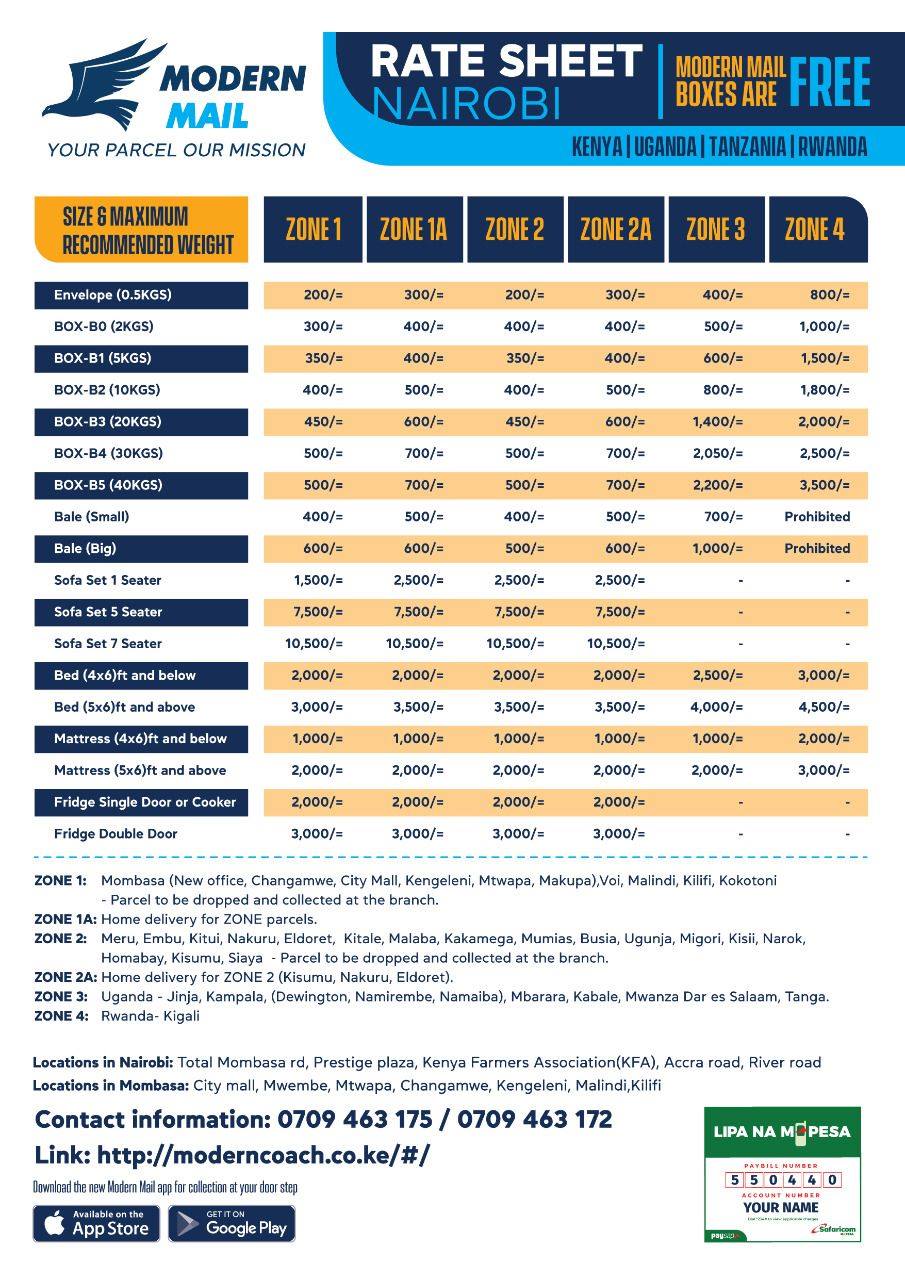 MODERN
MAIL
YOUR PARCEL OUR MISSION
RATE SHEET
NAIROBI
MODERN MAIL
BOXES ARE
FREE
KENYA | UGANDA | TANZANIA | RWANDA
SIZE & MAXIMUM
RECOMMENDED WEIGHT
ZONE 1 ZONE 1A ZONE 2 ZONE 2A ZONE 3 ZONE 4
Envelope (0.5KGS) 200/= 300/= 200/= 300/= 400/= 800/=
BOX-B0 (2KGS) 300/= 400/= 400/= 400/= 500/= 1,000/=
BOX-B1 (5KGS) 350/= 400/= 350/= 400/= 600/= 1,500/=
BOX-B2 (10KGS) 400/= 500/= 400/= 500/= 800/= 1,800/=
BOX-B3 (20KGS) 450/= 600/= 450/= 600/= 1,400/= 2,000/=
BOX-B4 (30KGS) 500/= 700/= 500/= 700/= 2,050/= 2,500/=
BOX-B5 (40KGS) 500/= 700/= 500/= 700/= 2,200/= 3,500/=
Bale (Small) 400/= 500/= 400/= 500/= 700/= Prohibited
Bale (Big) 600/= 600/= 500/= 600/= 1,000/= Prohibited
Sofa Set 1 Seater 1,500/= 2,500/= 2,500/= 2,500/= - -
Sofa Set 5 Seater 7,500/= 7,500/= 7,500/= 7,500/= - -
Sofa Set 7 Seater 10,500/= 10,500/= 10,500/= 10,500/= - -
Bed (4x6)ft and below 2,000/= 2,000/= 2,000/= 2,000/= 2,500/= 3,000/=
Bed (5x6)ft and above 3,000/= 3,500/= 3,500/= 3,500/= 4,000/= 4,500/=
Mattress (4x6)ft and below 1,000/= 1,000/= 1,000/= 1,000/= 1,000/= 2,000/=
Mattress (5x6)ft and above 2,000/= 2,000/= 2,000/= 2,000/= 2,000/= 3,000/=
Fridge Single Door or Cooker 2,000/= 2,000/= 2,000/= 2,000/= - -
Fridge Double Door 3,000/= 3,000/= 3,000/= 3,000/= - -
ZONE 1: Mombasa (New office, Changamwe, City Mall, Kengeleni, Mtwapa, Makupa),Voi, Malindi, Kilifi, Kokotoni
- Parcel to be dropped and collected at the branch.
ZONE 1A: Home delivery for ZONE parcels.
ZONE 2: Meru, Embu, Kitui, Nakuru, Eldoret, Kitale, Malaba, Kakamega, Mumias, Busia, Ugunja, Migori, Kisii, Narok,
Homabay, Kisumu, Siaya - Parcel to be dropped and collected at the branch.
ZONE 2A: Home delivery for ZONE 2 (Kisumu, Nakuru, Eldoret).
ZONE 3: Uganda - Jinja, Kampala, (Dewington, Namirembe, Namaiba), Mbarara, Kabale, Mwanza Dar es Salaam, Tanga.
ZONE 4: Rwanda- Kigali
Locations in Nairobi: Total Mombasa rd, Prestige plaza, Kenya Farmers Association(KFA), Accra road, River road
Locations in Mombasa: City mall, Mwembe, Mtwapa, Changamwe, Kengeleni, Malindi,Kilifi
Contact information: 0709 463 175 / 0709 463 172
Link: http://moderncoach.co.ke/#/
Download the new Modern Mail app for collection at your door step
Available on the
App Store
GET IT ON
Google Play
LIPA NA M PESA
PAYBILL NUMBER
5 5 0 4 4 0
ACCOUNT NUMBER
YOUR NAME
Safaricom